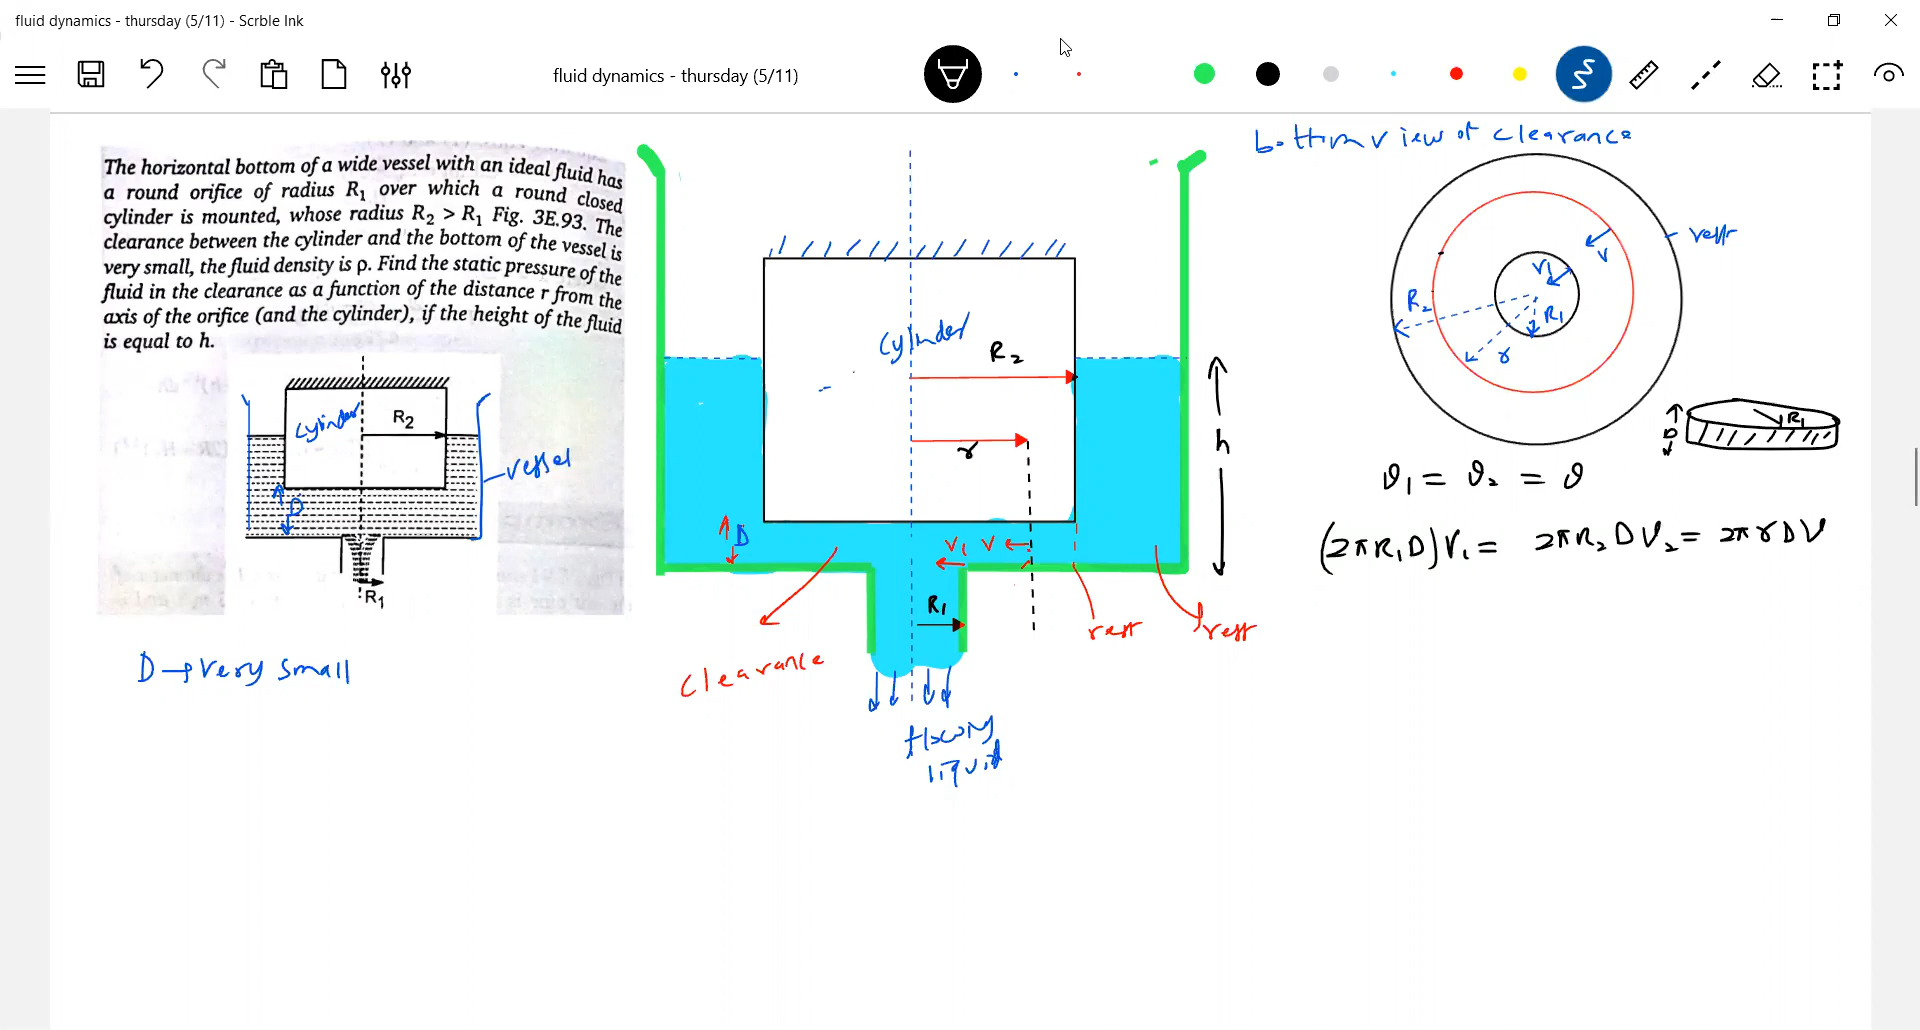 fluid dynamics - thursday (5/11) - Scrble Ink
fluid dynamics - thursday (5/11)
The horizontal bottom of a wide vessel with an ideal fluid has
a round orifice of radius R₁ over which a round closed
cylinder is mounted, whose radius R₂ > R₁ Fig. 3E.93. The
clearance between the cylinder and the bottom of the vessel is
very small, the fluid density is ρ. Find the static pressure of the
fluid in the clearance as a function of the distance r from the
axis of the orifice (and the cylinder), if the height of the fluid
is equal to h.
cylinder
R₂
vessel
D
R₁
D → very small
cylinder
R₂
r
h
D
V₁ V
R₁
rest
rest
clearance
flowing
liquid
bottom view of clearance
rest
V
V₁
R₂
R₁
r
D
R₁
θ₁ = θ₂ = θ
(2πR₁D)V₁ = 2πR₂DV₂ = 2πrDV